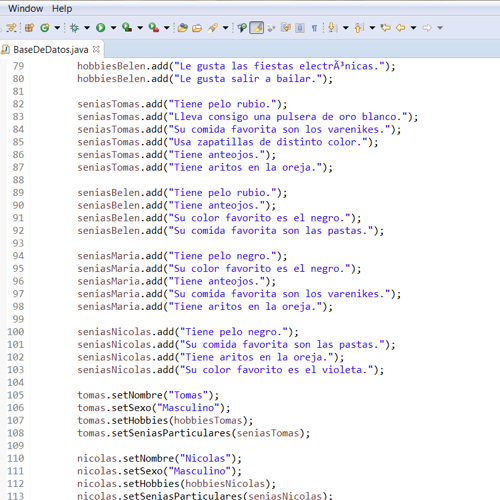 Window Help
BaseDeDatos.java
79 hobbiesBelen.add("Le gusta las fiestas electrÃ³nicas.");
80 hobbiesBelen.add("Le gusta salir a bailar.");
81
82 seniasTomas.add("Tiene pelo rubio.");
83 seniasTomas.add("Lleva consigo una pulsera de oro blanco.");
84 seniasTomas.add("Su comida favorita son los varenikes.");
85 seniasTomas.add("Usa zapatillas de distinto color.");
86 seniasTomas.add("Tiene anteojos.");
87 seniasTomas.add("Tiene aritos en la oreja.");
88
89 seniasBelen.add("Tiene pelo rubio.");
90 seniasBelen.add("Tiene anteojos.");
91 seniasBelen.add("Su color favorito es el negro.");
92 seniasBelen.add("Su comida favorita son las pastas.");
93
94 seniasMaria.add("Tiene pelo negro.");
95 seniasMaria.add("Su color favorito es el negro.");
96 seniasMaria.add("Tiene anteojos.");
97 seniasMaria.add("Su comida favorita son los varenikes.");
98 seniasMaria.add("Tiene aritos en la oreja.");
99
100 seniasNicolas.add("Tiene pelo negro.");
101 seniasNicolas.add("Su comida favorita son las pastas.");
102 seniasNicolas.add("Tiene aritos en la oreja.");
103 seniasNicolas.add("Su color favorito es el violeta.");
104
105 tomas.setNombre("Tomas");
106 tomas.setSexo("Masculino");
107 tomas.setHobbies(hobbiesTomas);
108 tomas.setSeniasParticulares(seniasTomas);
109
110 nicolas.setNombre("Nicolas");
111 nicolas.setSexo("Masculino");
112 nicolas.setHobbies(hobbiesNicolas);
113 nicolas.setSeniasParticulares(seniasNicolas);